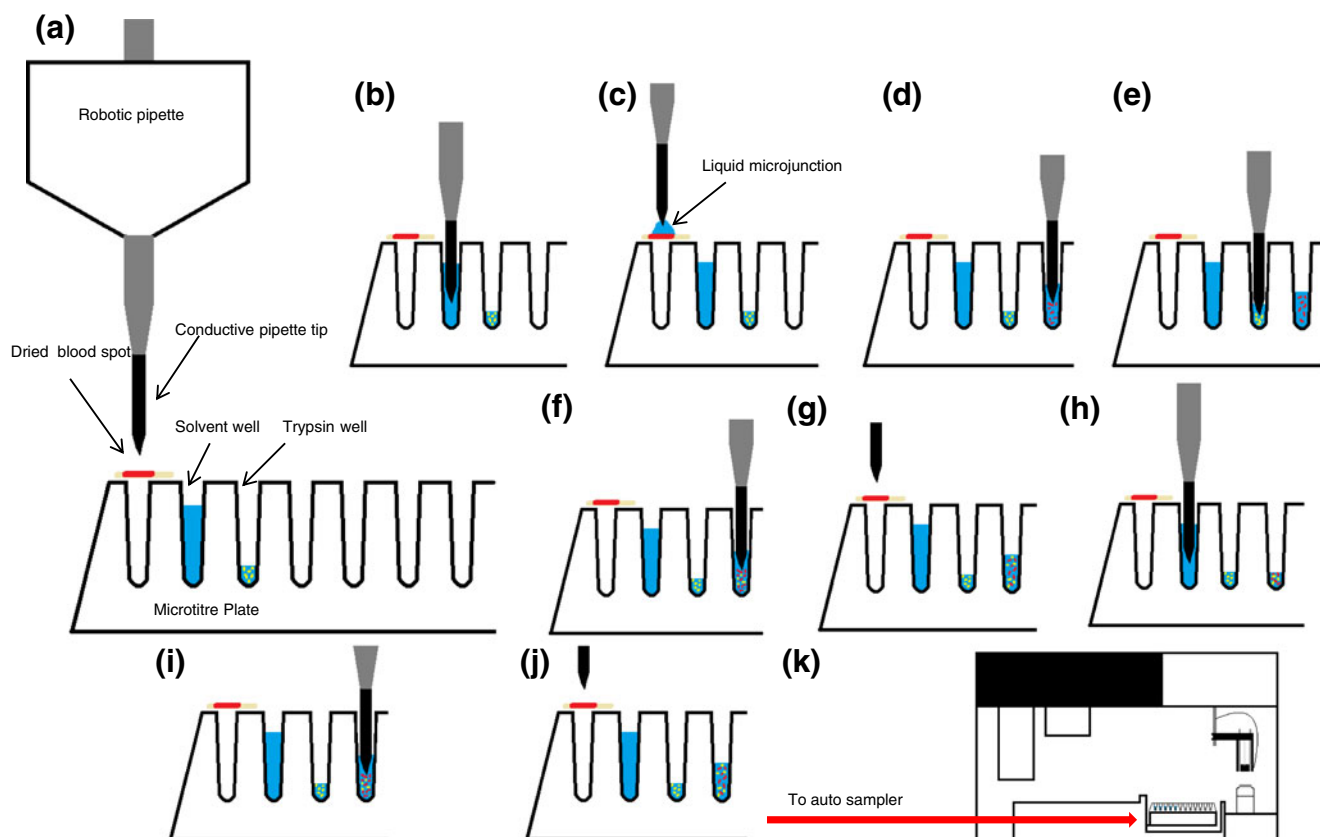 (a)
Robotic pipette
Conductive pipette tip
Dried  blood spot
Solvent well
Trypsin well
Microtitre Plate
(b)
(c)
Liquid microjunction
(d)
(e)
(f)
(g)
(h)
(i)
(j)
(k)
To auto sampler